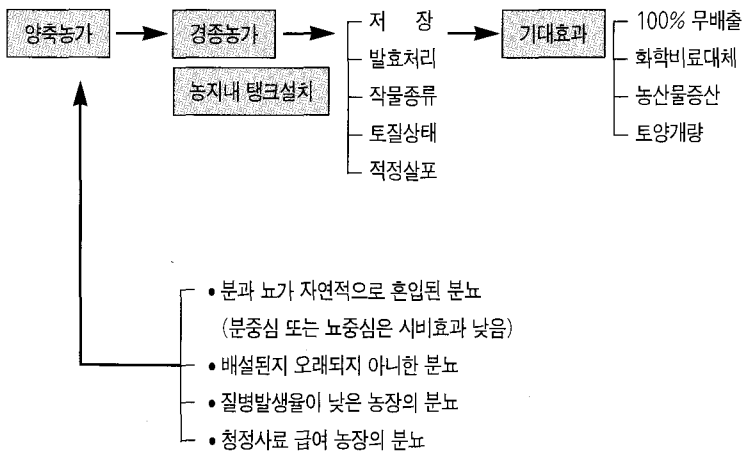 양축농가
경종농가
농지내 탱크설치
저 장
발효처리
작물종류
토질상태
적정살포
기대효과
100% 무배출
화학비료대체
농산물증산
토양개량
• 분과 뇨가 자연적으로 혼입된 분뇨
(분중심 또는 뇨중심은 시비효과 낮음)
• 배설된지 오래되지 아니한 분뇨
• 질병발생율이 낮은 농장의 분뇨
• 청정사료 급여 농장의 분뇨